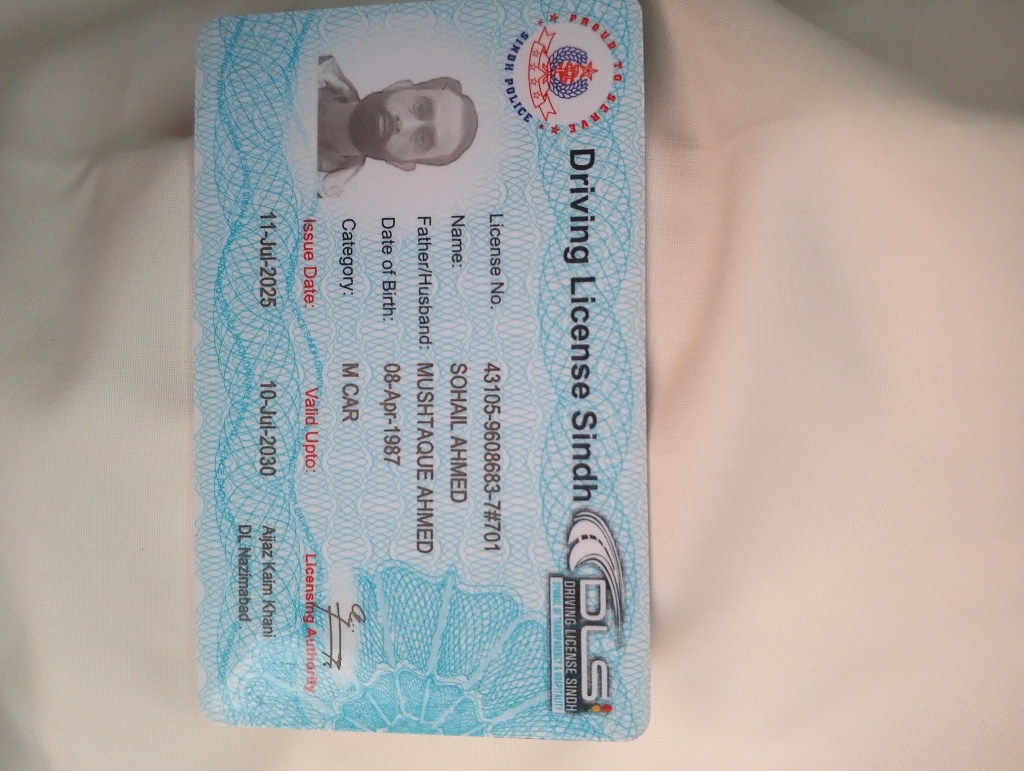 PROUD TO SERVE
SINDH POLICE
Driving License Sindh
DLS
DRIVING LICENSE SINDH
License No. 43105-9608683-7#701
Name: SOHAIL AHMED
Father/Husband: MUSHTAQUE AHMED
Date of Birth: 08-Apr-1987
Category: M CAR
Issue Date: Valid Upto: Licensing Authority
11-Jul-2025 10-Jul-2030 Aijaz Kaim Khani
DL Nazimabad